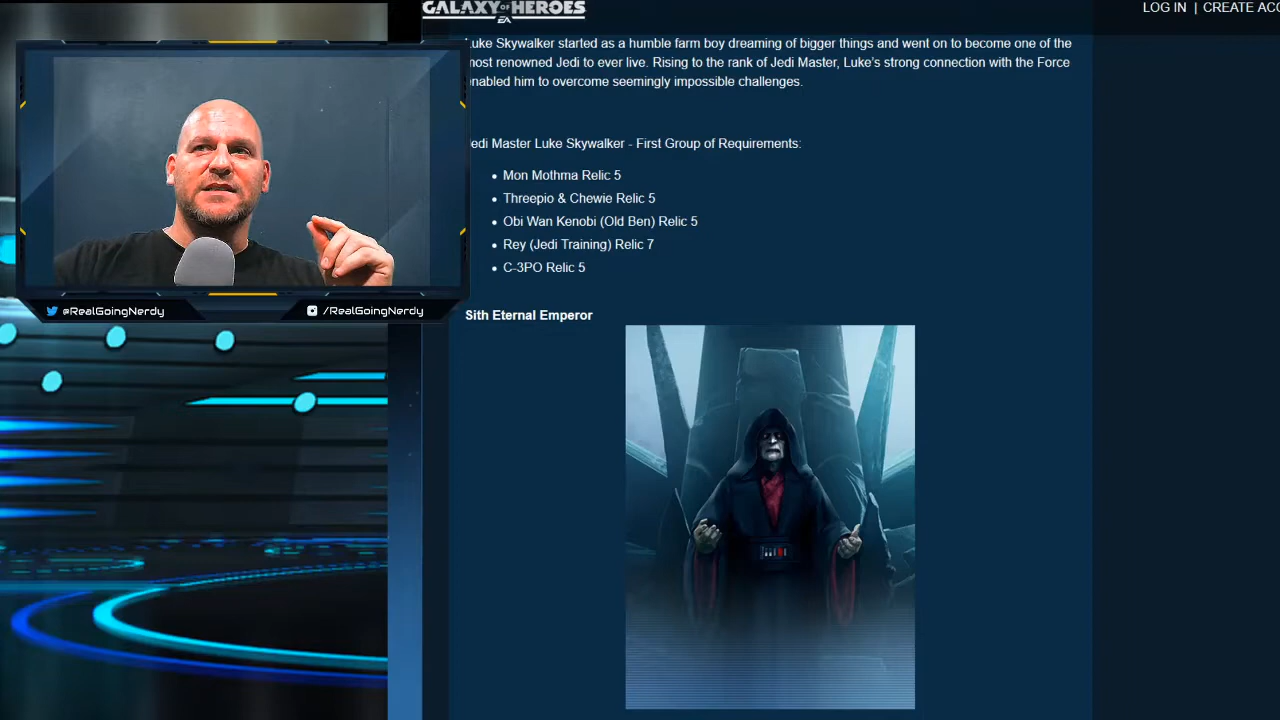 GALAXY OF HEROES
EA
LOG IN | CREATE
Luke Skywalker started as a humble farm boy dreaming of bigger things and went on to become one of the
most renowned Jedi to ever live. Rising to the rank of Jedi Master, Luke's strong connection with the Force
enabled him to overcome seemingly impossible challenges.
Jedi Master Luke Skywalker - First Group of Requirements:
• Mon Mothma Relic 5
• Threepio & Chewie Relic 5
• Obi Wan Kenobi (Old Ben) Relic 5
• Rey (Jedi Training) Relic 7
• C-3PO Relic 5
@RealGoingNerdy
/RealGoingNerdy
Sith Eternal Emperor